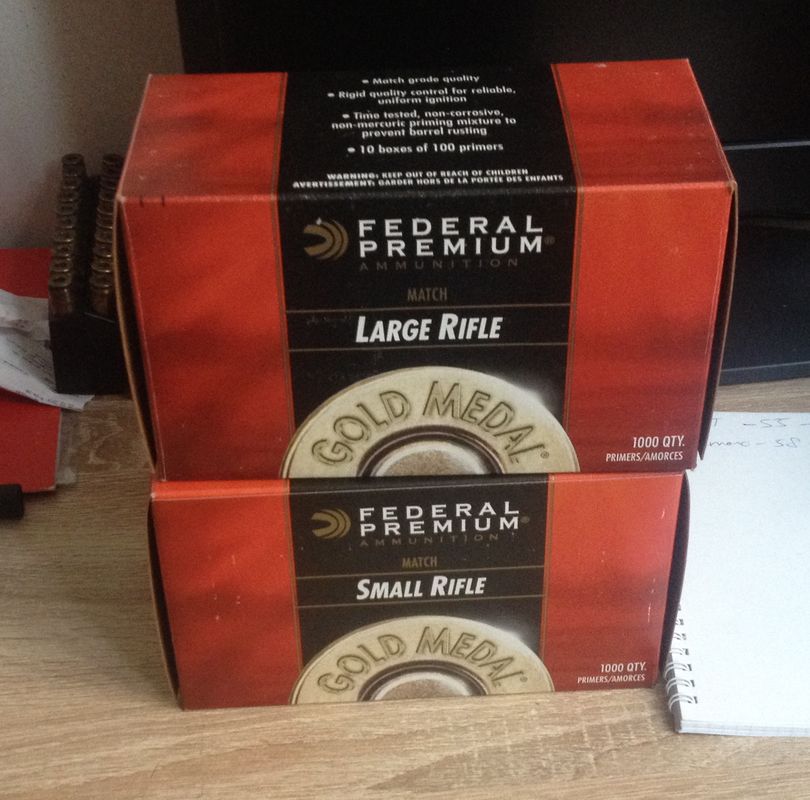 • Match grade quality
• Rigid quality control for reliable,
uniform ignition
• Time tested, non-corrosive,
non-mercuric priming mixture to
prevent barrel rusting
• 10 boxes of 100 primers
WARNING: KEEP OUT OF REACH OF CHILDREN
AVERTISSEMENT: GARDER HORS DE LA PORTÉE DES ENFANTS
FEDERAL
PREMIUM®
AMMUNITION
MATCH
LARGE RIFLE
GOLD MEDAL®
1000 QTY.
PRIMERS/AMORCES
FEDERAL
PREMIUM®
AMMUNITION
MATCH
SMALL RIFLE
GOLD MEDAL®
1000 QTY.
PRIMERS/AMORCES